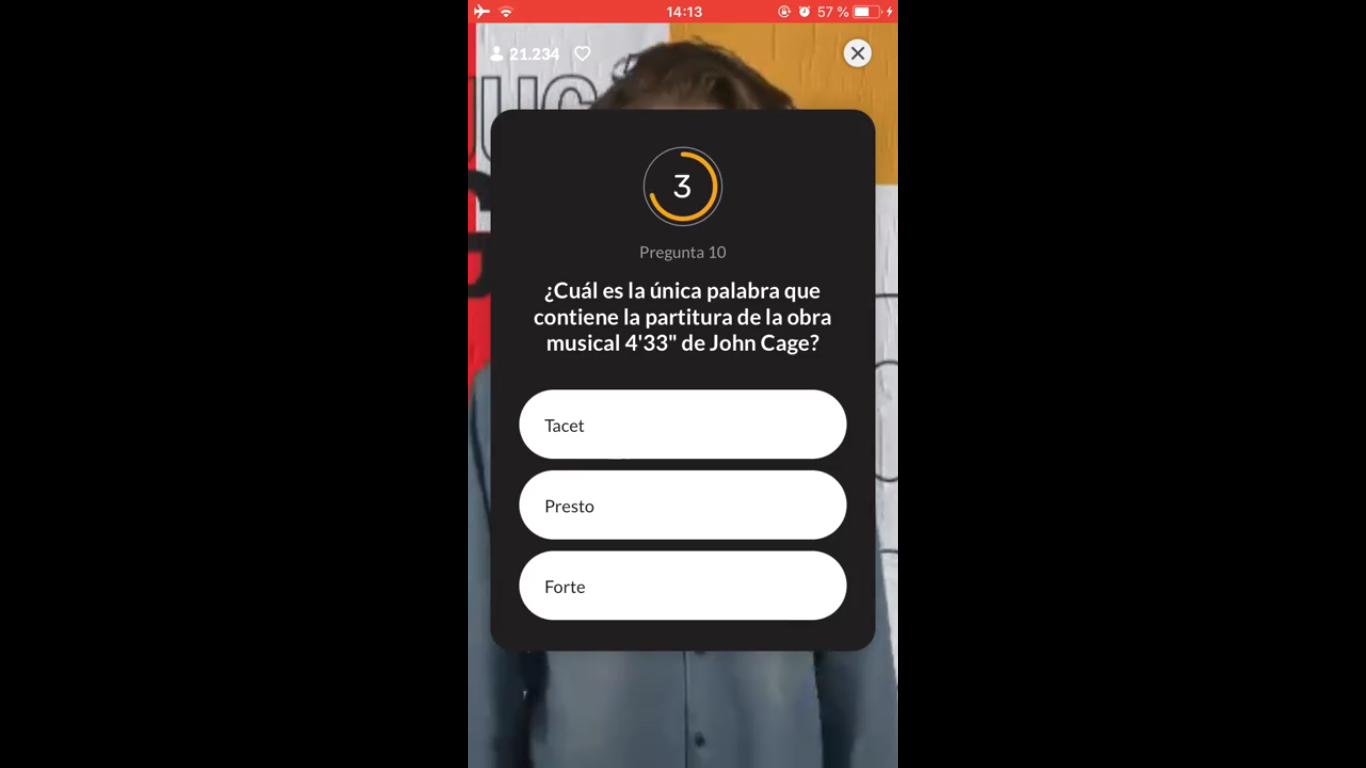 14:13
57 %
21.234
3
Pregunta 10
¿Cuál es la única palabra que
contiene la partitura de la obra
musical 4'33" de John Cage?
Tacet
Presto
Forte